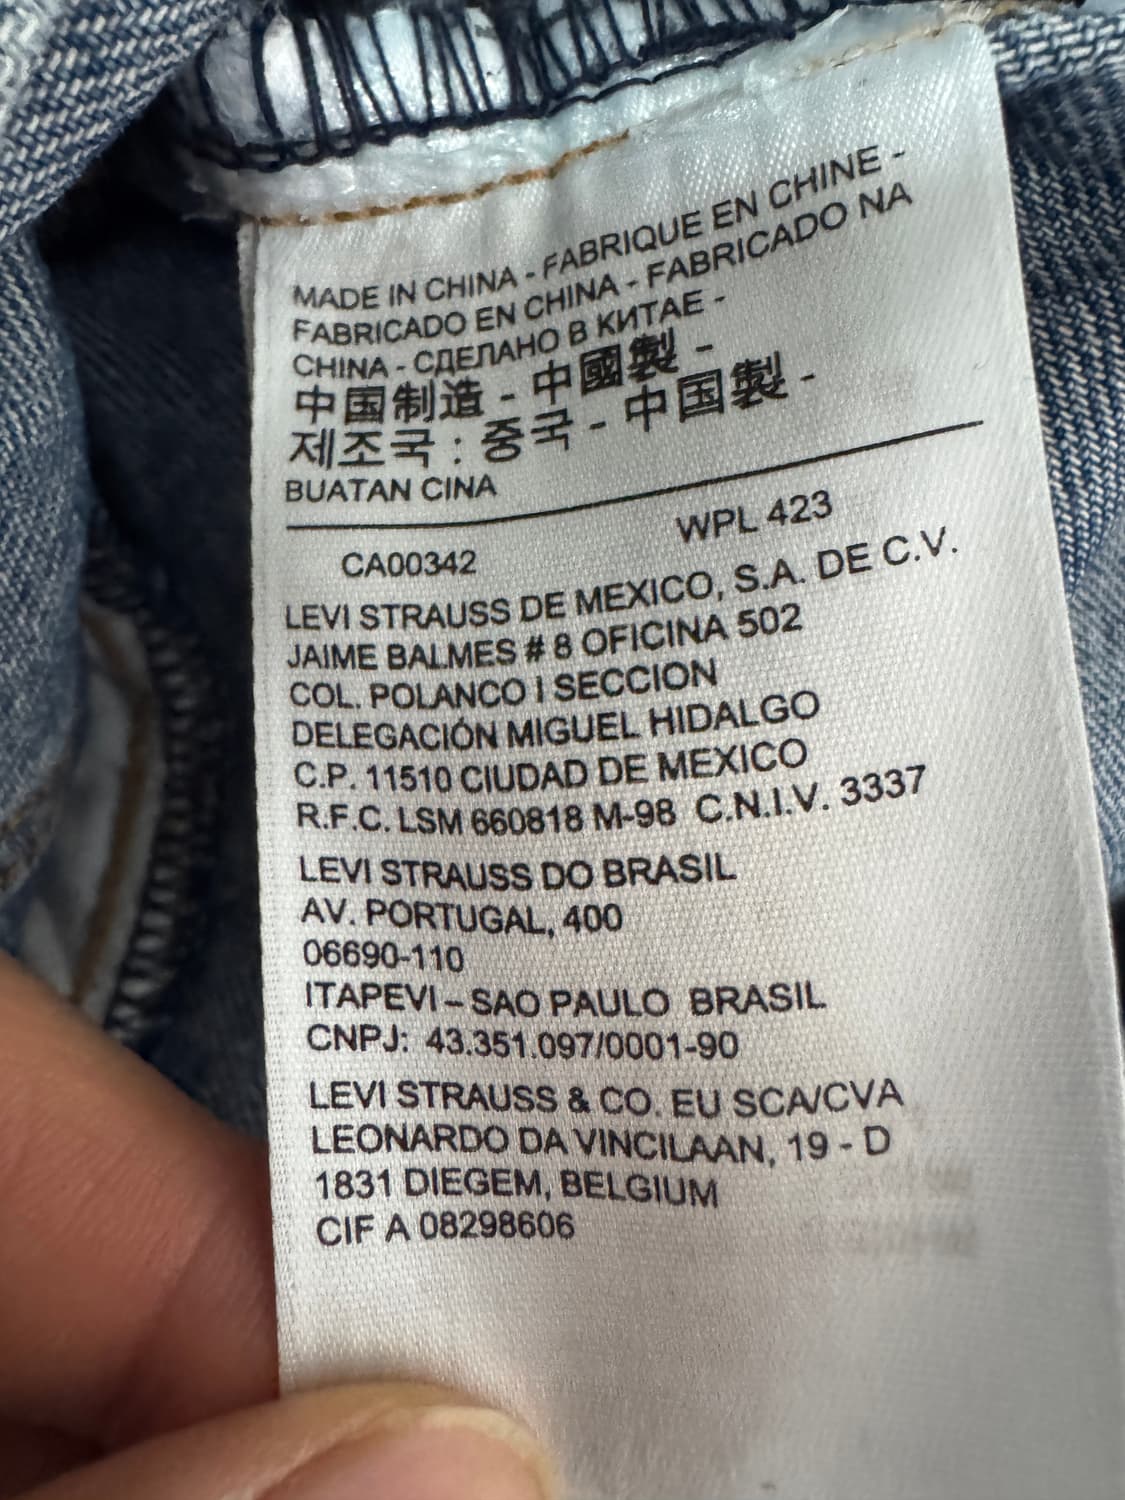 MADE IN CHINA - FABRIQUE EN CHINE -
FABRICADO EN CHINA - FABRICADO NA
CHINA - СДЕЛАНО В КИТАЕ -
中国制造 - 中國製 -
제조국 : 중국 - 中国製 -
BUATAN CINA
CA00342 WPL 423
LEVI STRAUSS DE MEXICO, S.A. DE C.V.
JAIME BALMES # 8 OFICINA 502
COL. POLANCO I SECCION
DELEGACIÓN MIGUEL HIDALGO
C.P. 11510 CIUDAD DE MEXICO
R.F.C. LSM 660818 M-98 C.N.I.V. 3337
LEVI STRAUSS DO BRASIL
AV. PORTUGAL, 400
06690-110
ITAPEVI – SAO PAULO BRASIL
CNPJ: 43.351.097/0001-90
LEVI STRAUSS & CO. EU SCA/CVA
LEONARDO DA VINCILAAN, 19 - D
1831 DIEGEM, BELGIUM
CIF A 08298606